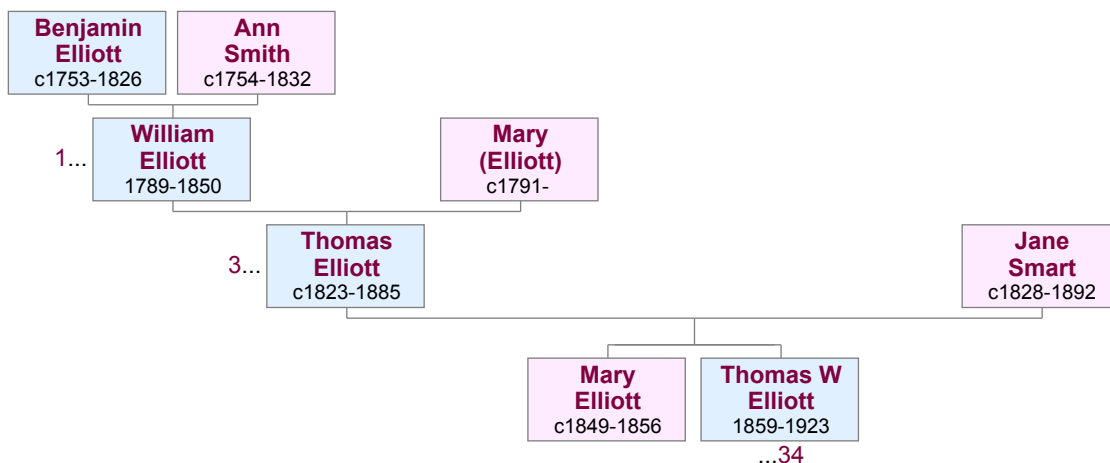 Benjamin
Elliott
c1753-1826
Ann
Smith
c1754-1832
1...
William
Elliott
1789-1850
Mary
(Elliott)
c1791-
3...
Thomas
Elliott
c1823-1885
Jane
Smart
c1828-1892
Mary
Elliott
c1849-1856
Thomas W
Elliott
1859-1923
...34